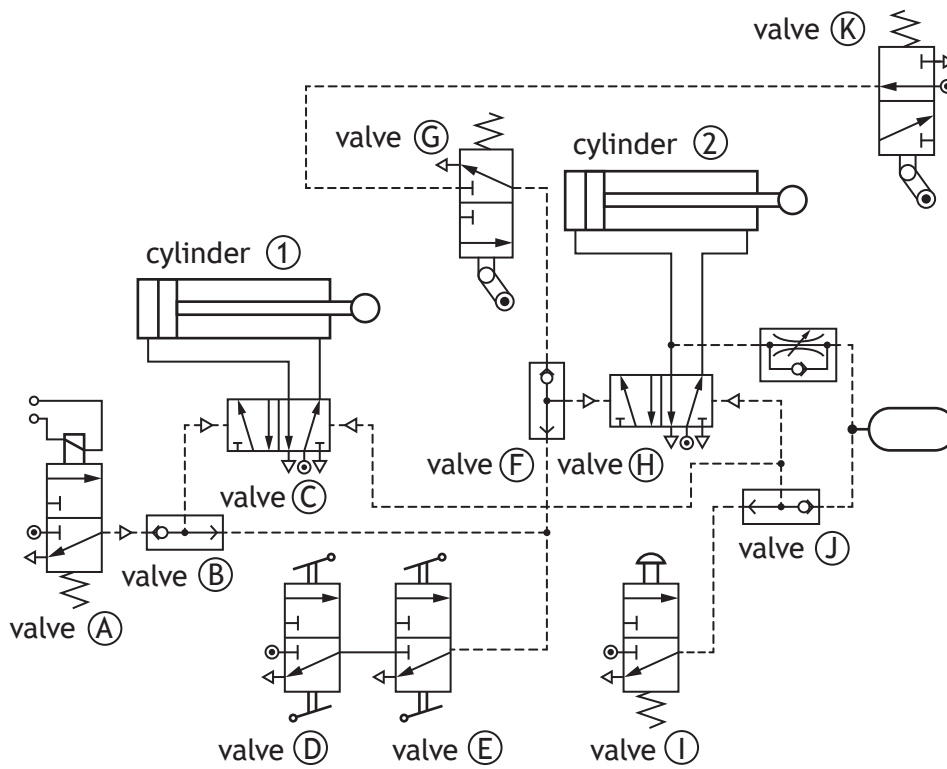 valve Ⓚ
valve Ⓖ
cylinder ②
cylinder ①
valve Ⓕ
valve Ⓗ
valve Ⓒ
valve Ⓙ
valve Ⓑ
valve Ⓐ
valve Ⓓ
valve Ⓔ
valve Ⓘ